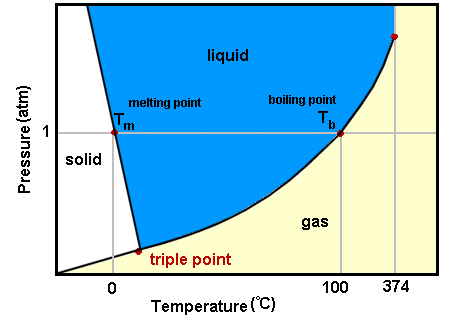 liquid
melting point
boiling point
Tm
Tb
Pressure (atm)
1
solid
gas
triple point
0
100
374
Temperature (°C)